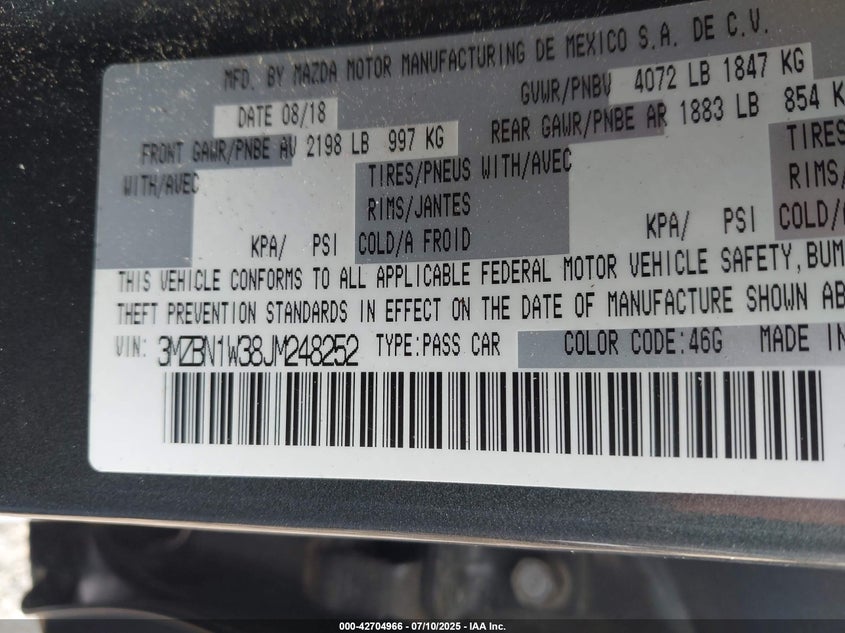 MFD. BY MAZDA MOTOR MANUFACTURING DE MEXICO S.A. DE C.V.
DATE 08/18 GVWR/PNBV 4072 LB 1847 KG
FRONT GAWR/PNBE AV 2198 LB 997 KG REAR GAWR/PNBE AR 1883 LB 854 K
WITH/AVEC TIRES/PNEUS WITH/AVEC TIRES
RIMS/JANTES RIMS/
KPA/ PSI COLD/A FROID KPA/ PSI COLD/A
THIS VEHICLE CONFORMS TO ALL APPLICABLE FEDERAL MOTOR VEHICLE SAFETY, BUM
THEFT PREVENTION STANDARDS IN EFFECT ON THE DATE OF MANUFACTURE SHOWN AB
VIN: 3MZBN1W38JM248252 TYPE:PASS CAR COLOR CODE:46G MADE IN
000-42704966 - 07/10/2025 - IAA Inc.